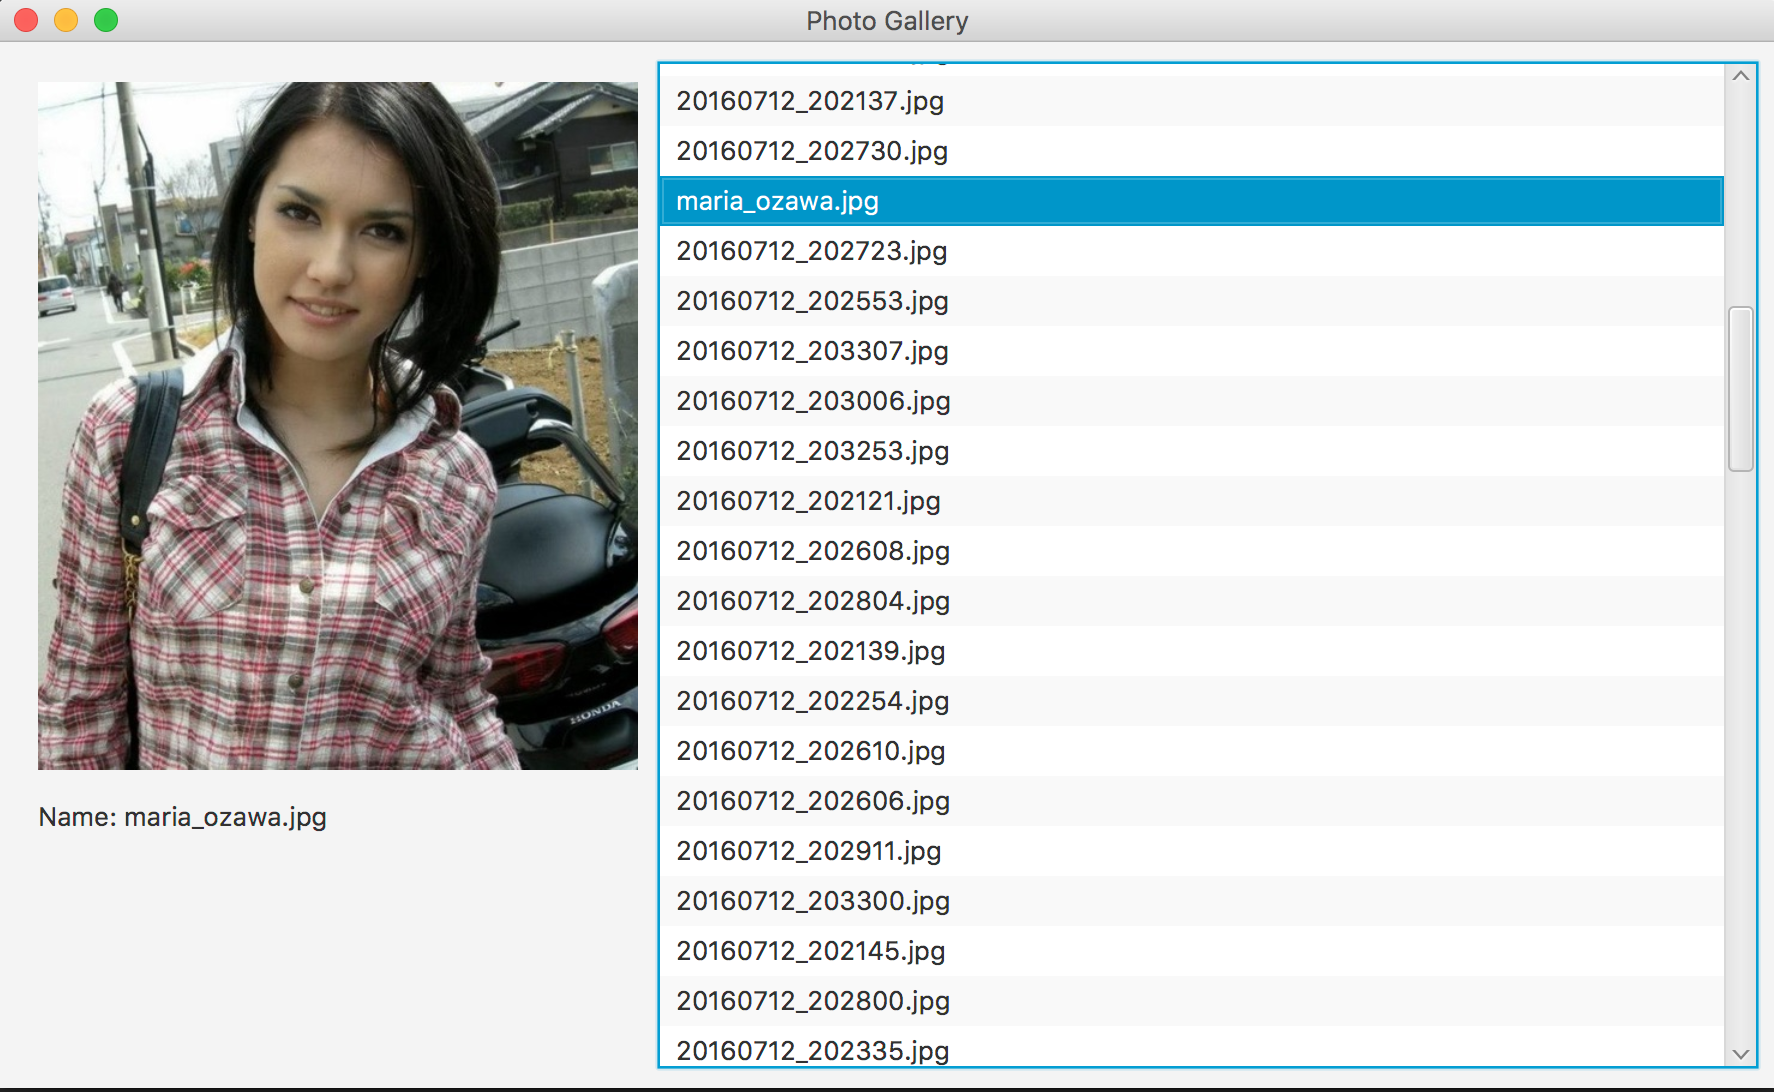 Photo Gallery
HONDA
Name: maria_ozawa.jpg
20160712_202137.jpg
20160712_202730.jpg
maria_ozawa.jpg
20160712_202723.jpg
20160712_202553.jpg
20160712_203307.jpg
20160712_203006.jpg
20160712_203253.jpg
20160712_202121.jpg
20160712_202608.jpg
20160712_202804.jpg
20160712_202139.jpg
20160712_202254.jpg
20160712_202610.jpg
20160712_202606.jpg
20160712_202911.jpg
20160712_203300.jpg
20160712_202145.jpg
20160712_202800.jpg
20160712_202335.jpg